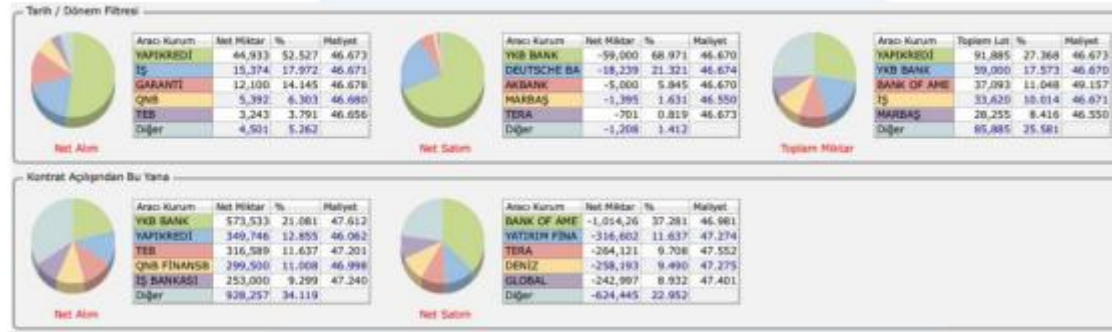 Tarih / Dönem Filtresi
Aracı Kurum Net Miktar % Maliyet
YAPIKREDİ 44,933 52.527 46.673
İŞ 15,374 17.972 46.671
GARANTİ 12,100 14.145 46.678
QNB 5,392 6.303 46.680
TEB 3,243 3.791 46.656
Diğer 4,501 5.262
Net Alım
Aracı Kurum Net Miktar % Maliyet
YKB BANK -59,000 68.971 46.670
DEUTSCHE BA -18,239 21.321 46.674
AKBANK -5,000 5.845 46.670
MARBAŞ -1,395 1.631 46.550
TERA -701 0.819 46.673
Diğer -1,208 1.412
Net Satım
Aracı Kurum Toplam Lot % Maliyet
YAPIKREDİ 91,885 27.368 46.673
YKB BANK 59,000 17.573 46.670
BANK OF AME 37,093 11.048 49.157
İŞ 33,620 10.014 46.671
MARBAŞ 28,255 8.416 46.550
Diğer 85,885 25.581
Toplam Miktar
Kontrat Açılışından Bu Yana
Aracı Kurum Net Miktar % Maliyet
YKB BANK 573,533 21.081 47.612
YAPIKREDİ 349,746 12.855 46.062
TEB 316,589 11.637 47.201
QNB FİNANSB 299,500 11.008 46.998
İŞ BANKASI 253,000 9.299 47.240
Diğer 928,257 34.119
Net Alım
Aracı Kurum Net Miktar % Maliyet
BANK OF AME -1,014,26 37.281 46.981
YATIRIM FİNA -316,602 11.637 47.274
TERA -264,121 9.708 47.552
DENİZ -258,193 9.490 47.275
GLOBAL -242,997 8.932 47.401
Diğer -624,445 22.952
Net Satım